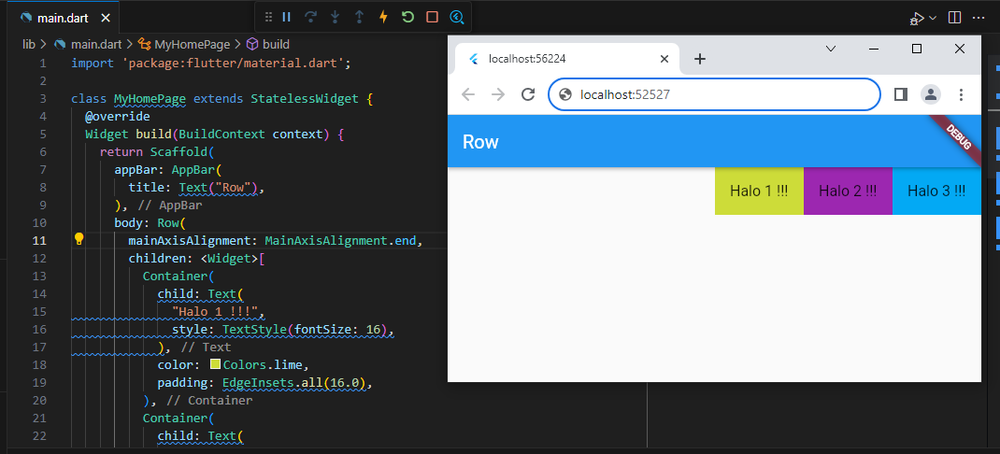 main.dart
lib > main.dart > MyHomePage > build
1 import 'package:flutter/material.dart';
2
3 class MyHomePage extends StatelessWidget {
4 @override
5 Widget build(BuildContext context) {
6 return Scaffold(
7 appBar: AppBar(
8 title: Text("Row"),
9 ), // AppBar
10 body: Row(
11 mainAxisAlignment: MainAxisAlignment.end,
12 children: <Widget>[
13 Container(
14 child: Text(
15 "Halo 1 !!!",
16 style: TextStyle(fontSize: 16),
17 ), // Text
18 color: Colors.lime,
19 padding: EdgeInsets.all(16.0),
20 ), // Container
21 Container(
22 child: Text(
localhost:56224
localhost:52527
Row
DEBUG
Halo 1 !!! Halo 2 !!! Halo 3 !!!